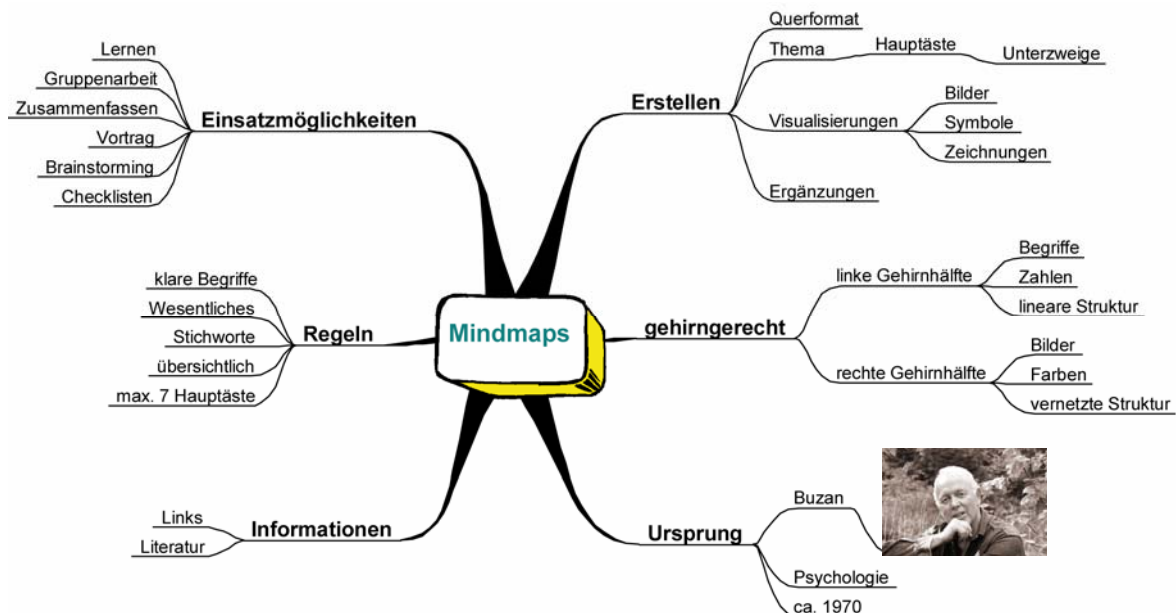 Mindmaps
Erstellen
Querformat
Thema
Hauptäste
Unterzweige
Visualisierungen
Bilder
Symbole
Zeichnungen
Ergänzungen
gehirngerecht
linke Gehirnhälfte
Begriffe
Zahlen
lineare Struktur
rechte Gehirnhälfte
Bilder
Farben
vernetzte Struktur
Ursprung
Buzan
Psychologie
ca. 1970
Informationen
Links
Literatur
Regeln
klare Begriffe
Wesentliches
Stichworte
übersichtlich
max. 7 Hauptäste
Einsatzmöglichkeiten
Lernen
Gruppenarbeit
Zusammenfassen
Vortrag
Brainstorming
Checklisten